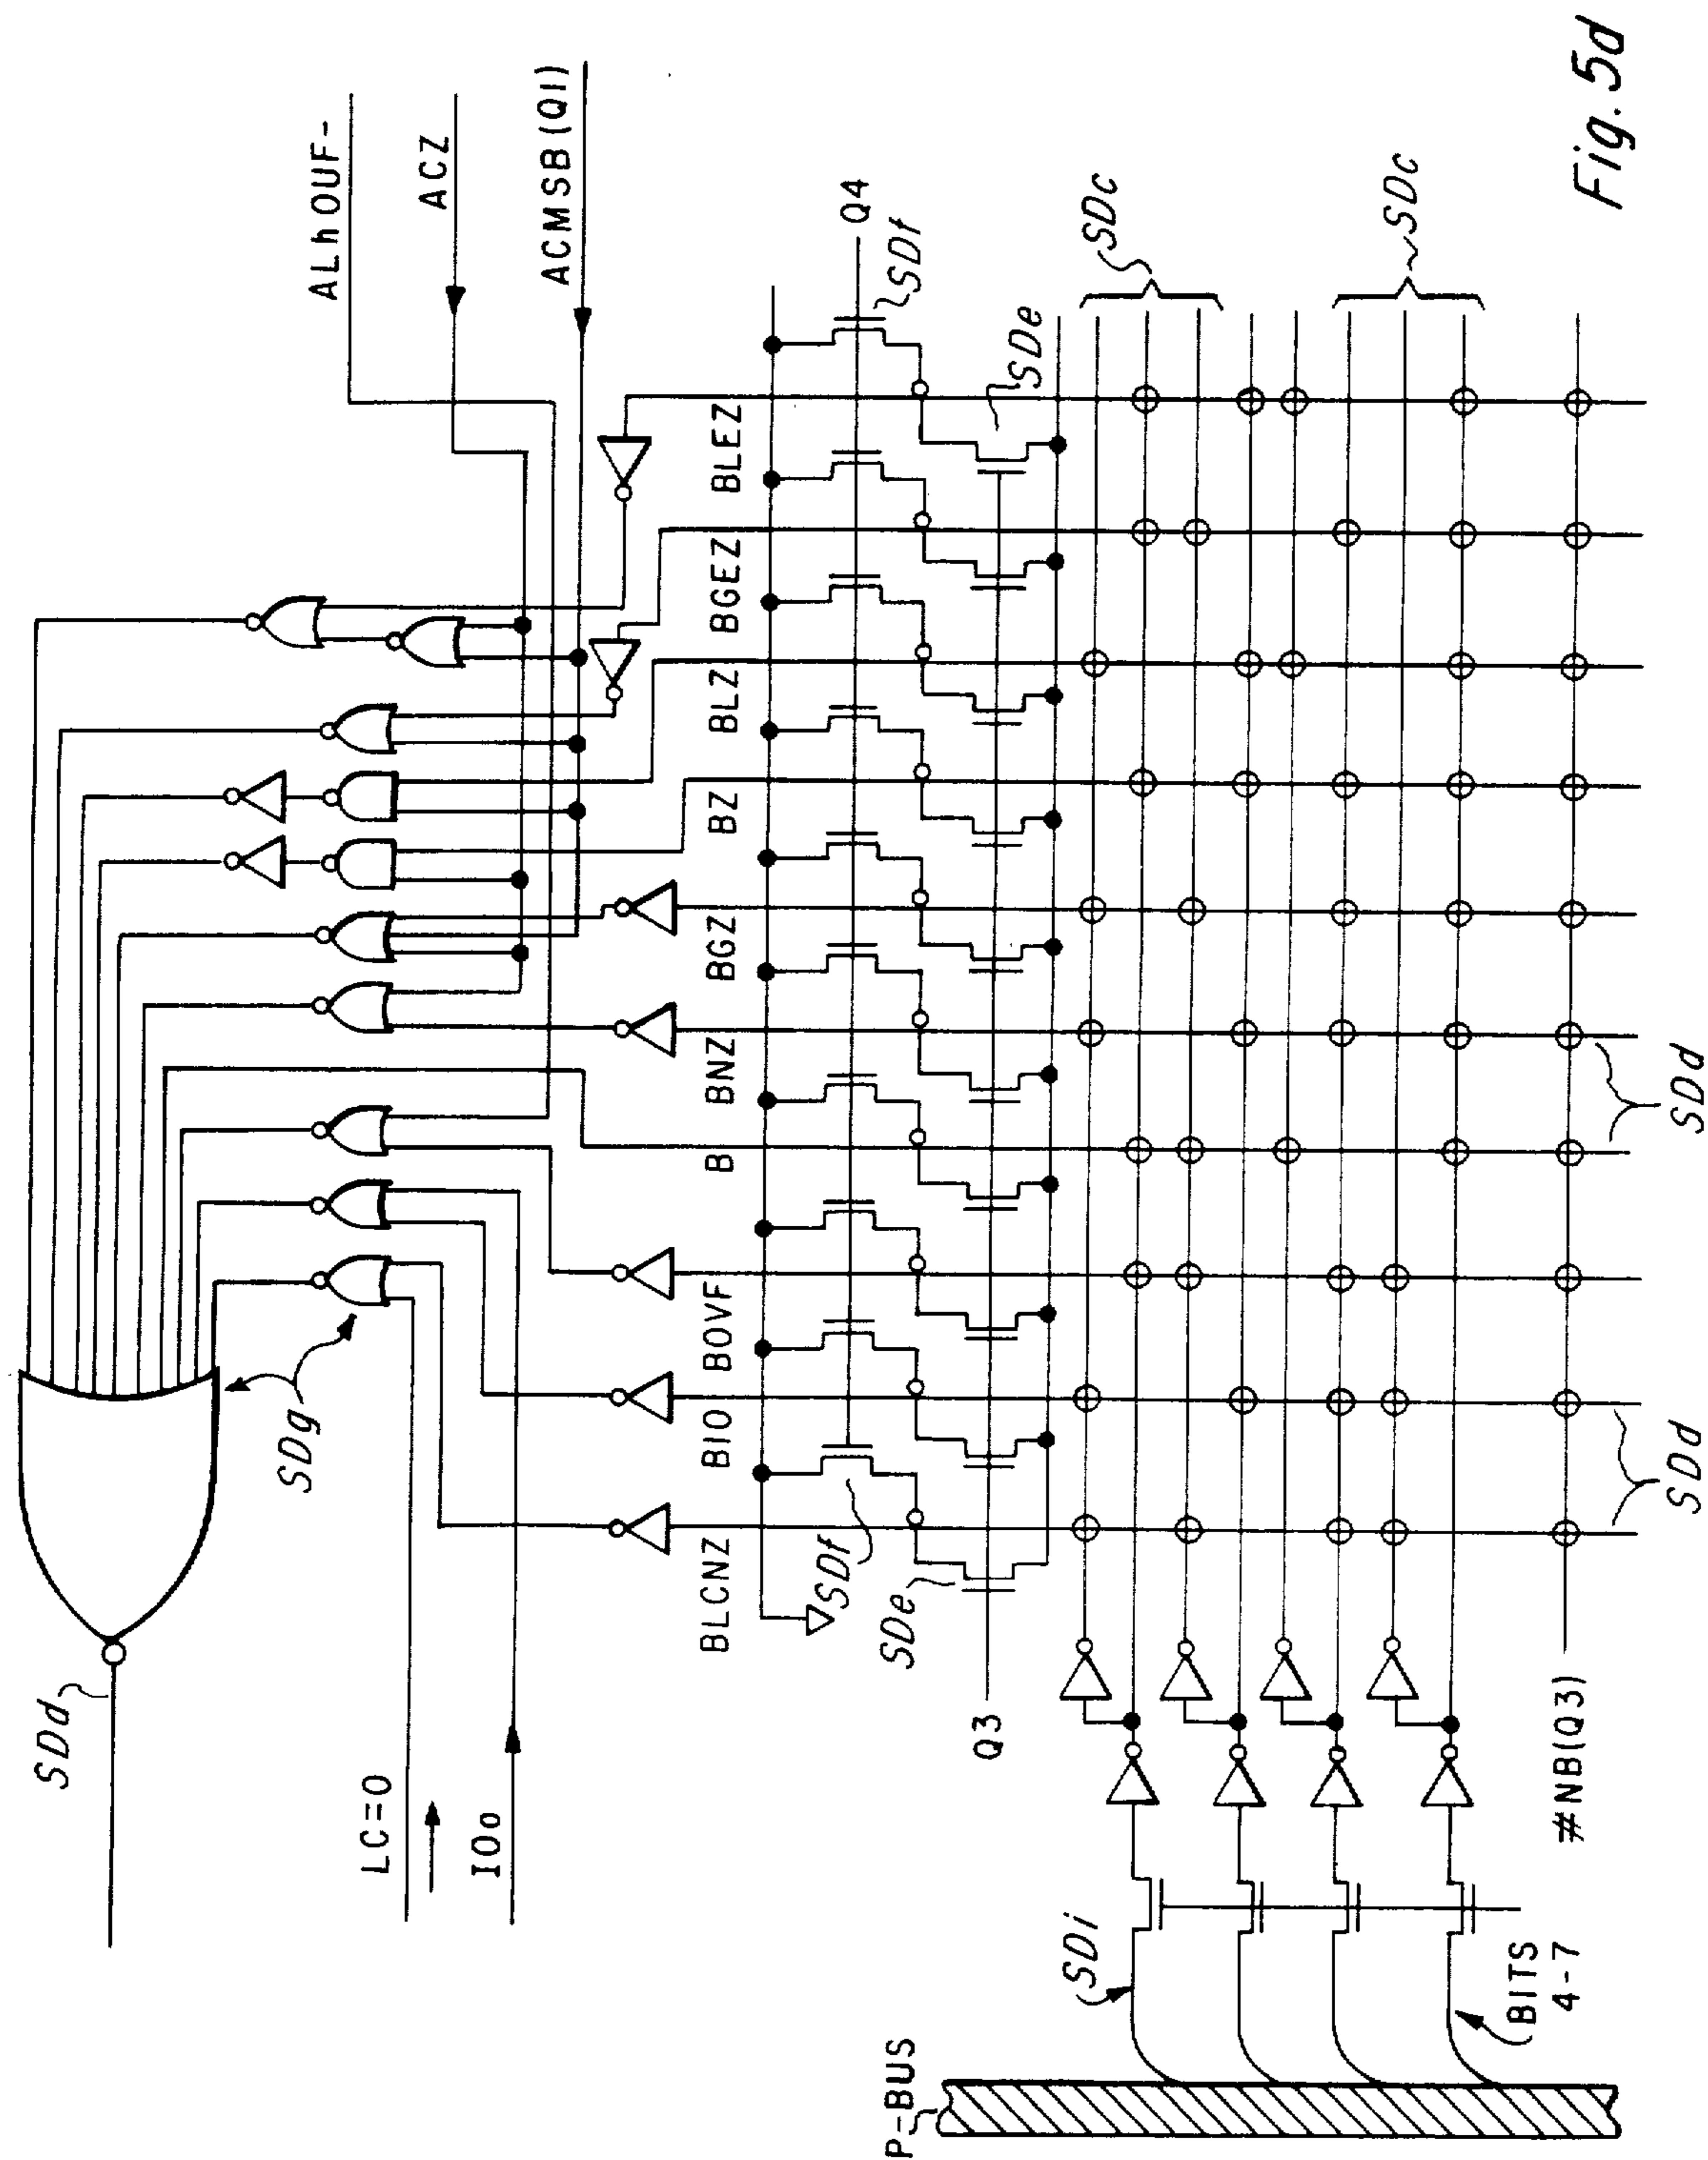 SDd
LC=0
IOo
SDg
ALhOUF-
ACZ
ACMSB(Q1)
BLCNZ
BIO
BOVF
B
BNZ
BGZ
BZ
BLZ
BGEZ
BLEZ
SDf
SDe
Q4
SDf
SDe
Q3
SDc
SDc
SDi
P-BUS
BITS
4-7
#NB(Q3)
SDd
SDd
Fig. 5d